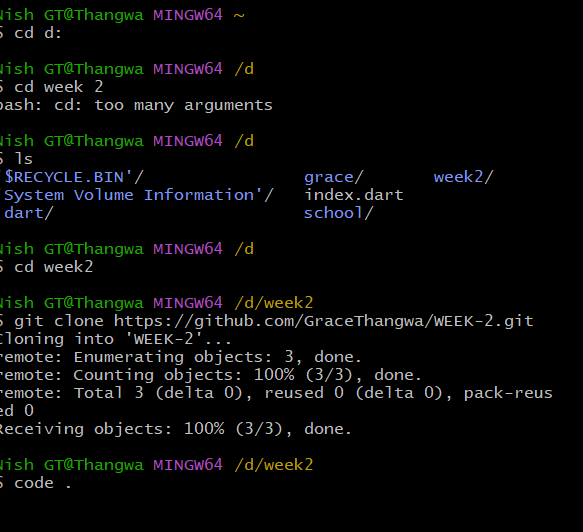 Nish GT@Thangwa MINGW64 ~
$ cd d:
Nish GT@Thangwa MINGW64 /d
$ cd week 2
bash: cd: too many arguments
Nish GT@Thangwa MINGW64 /d
$ ls
'$RECYCLE.BIN'/ grace/ week2/
'System Volume Information'/ index.dart
dart/ school/
Nish GT@Thangwa MINGW64 /d
$ cd week2
Nish GT@Thangwa MINGW64 /d/week2
$ git clone https://github.com/GraceThangwa/WEEK-2.git
Cloning into 'WEEK-2'...
remote: Enumerating objects: 3, done.
remote: Counting objects: 100% (3/3), done.
remote: Total 3 (delta 0), reused 0 (delta 0), pack-reus
ed 0
Receiving objects: 100% (3/3), done.
Nish GT@Thangwa MINGW64 /d/week2
$ code .